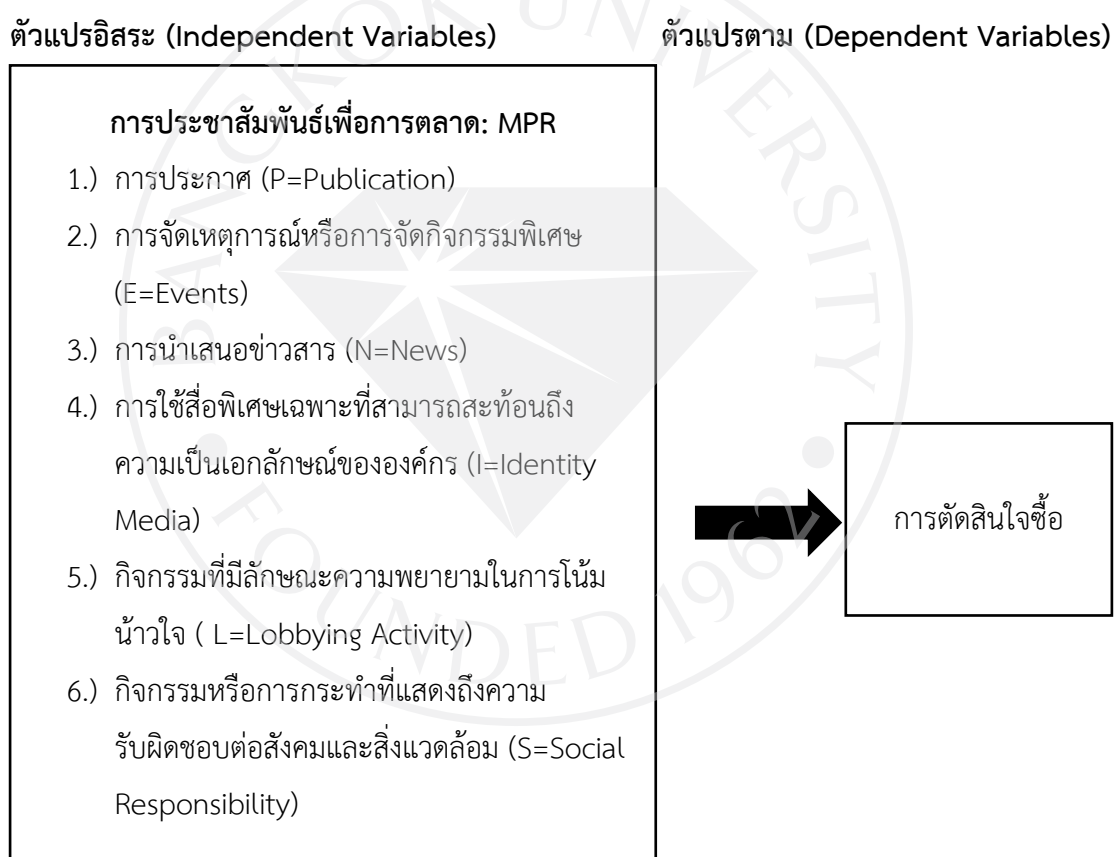 ตัวแปรอิสระ (Independent Variables)
ตัวแปรตาม (Dependent Variables)
การประชาสัมพันธ์เพื่อการตลาด: MPR
1.) การประกาศ (P=Publication)
2.) การจัดเหตุการณ์หรือการจัดกิจกรรมพิเศษ
(E=Events)
3.) การนำเสนอข่าวสาร (N=News)
4.) การใช้สื่อพิเศษเฉพาะที่สามารถสะท้อนถึง
ความเป็นเอกลักษณ์ขององค์กร (I=Identity
Media)
5.) กิจกรรมที่มีลักษณะความพยายามในการโน้ม
น้าวใจ ( L=Lobbying Activity)
6.) กิจกรรมหรือการกระทำที่แสดงถึงความ
รับผิดชอบต่อสังคมและสิ่งแวดล้อม (S=Social
Responsibility)
การตัดสินใจซื้อ
BANGKOK UNIVERSITY
FOUNDED 1962